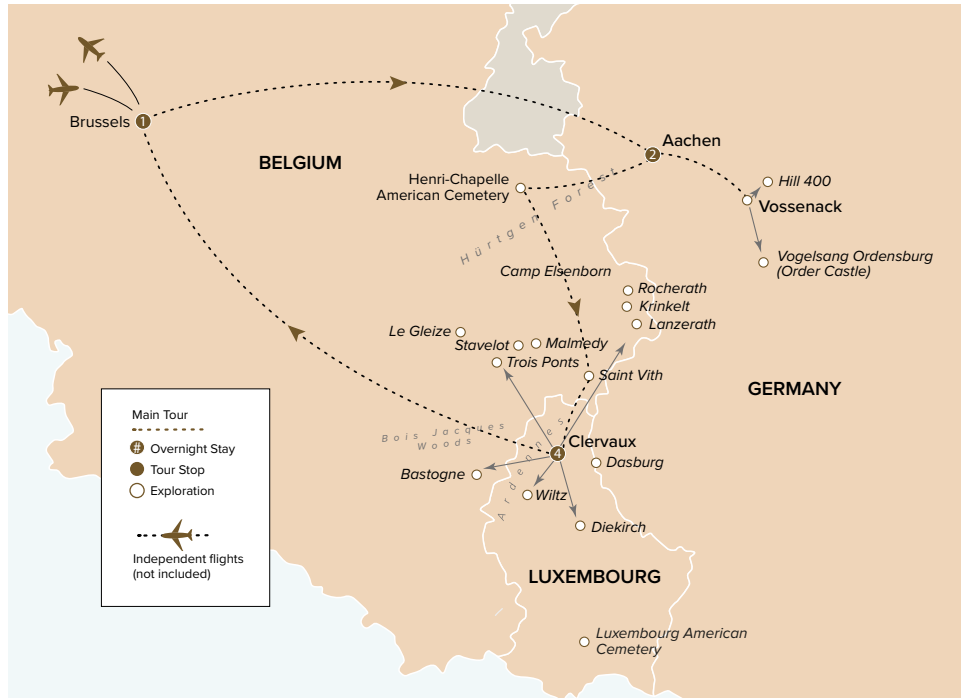 Brussels
1
BELGIUM
Aachen
2
Henri-Chapelle
American Cemetery
Hürtgen Forest
Hill 400
Vossenack
Vogelsang Ordensburg
(Order Castle)
Camp Elsenborn
Rocherath
Krinkelt
Lanzerath
Le Gleize
Stavelot
Malmedy
Trois Ponts
Saint Vith
GERMANY
Main Tour
# Overnight Stay
Tour Stop
Exploration
Independent flights
(not included)
Bois Jacques
Woods
Ardennes
Clervaux
4
Dasburg
Bastogne
Wiltz
Diekirch
LUXEMBOURG
Luxembourg American
Cemetery